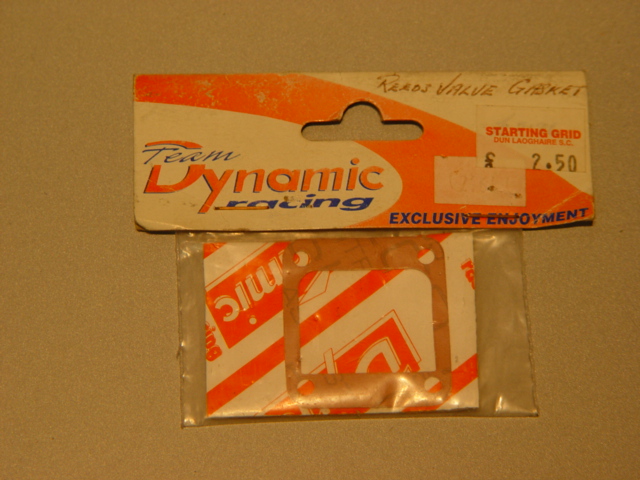 REEDS VALVE GASKET
STARTING GRID
DUN LAOGHAIRE S.C.
£ 2.50
Team
Dynamic
racing
EXCLUSIVE ENJOYMENT